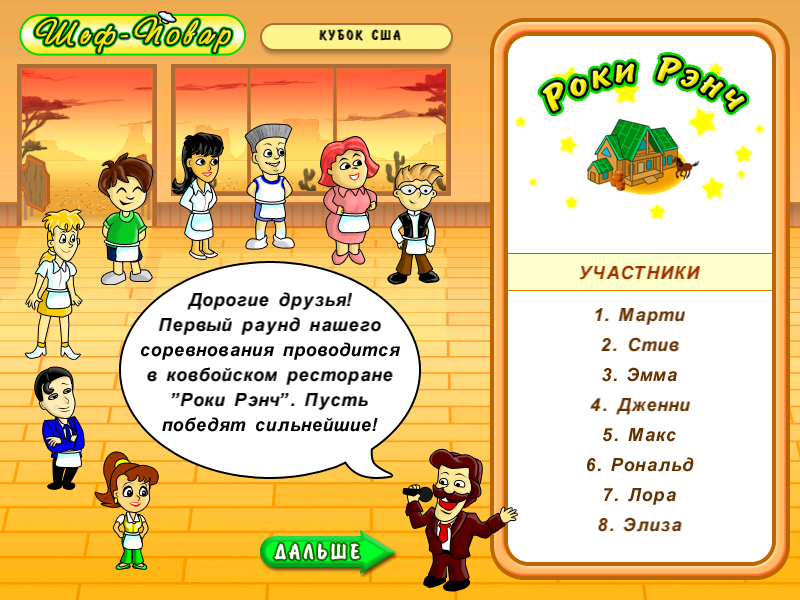 Шеф-Повар
КУБОК США
Роки Рэнч
УЧАСТНИКИ
1. Марти
2. Стив
3. Эмма
4. Дженни
5. Макс
6. Рональд
7. Лора
8. Элиза
Дорогие друзья!
Первый раунд нашего
соревнования проводится
в ковбойском ресторане
"Роки Рэнч". Пусть
победят сильнейшие!
ДАЛЬШЕ